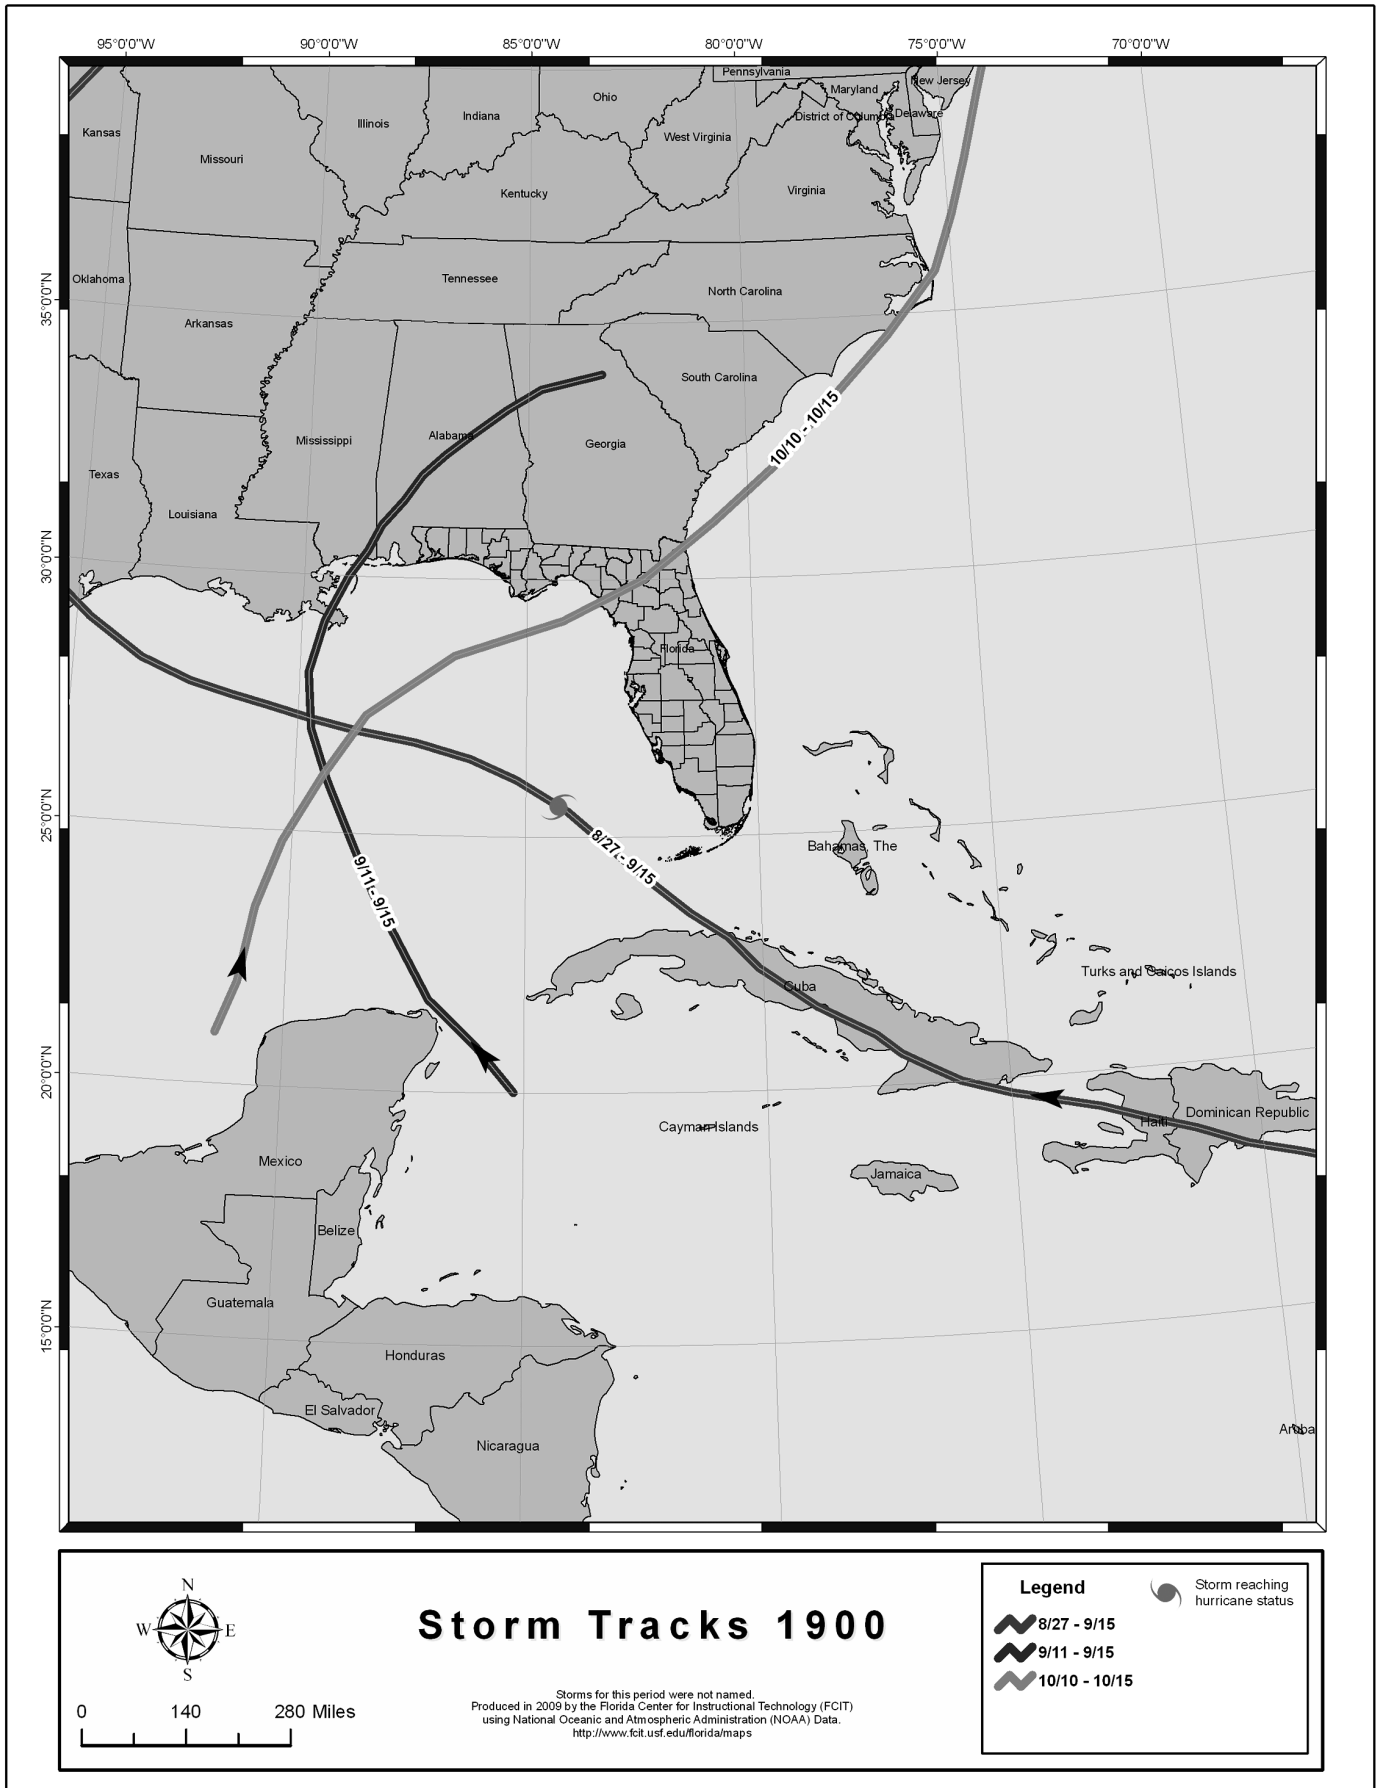 95°0'0"W 90°0'0"W 85°0'0"W 80°0'0"W 75°0'0"W 70°0'0"W
Pennsylvania
New Jersey
Maryland
Ohio
Indiana
Illinois
District of Columbia
Delaware
Kansas
West Virginia
Missouri
Kentucky
Virginia
Oklahoma
Tennessee
North Carolina
35°0'0"N
Arkansas
South Carolina
10/10 - 10/15
Mississippi
Alabama
Georgia
Texas
Louisiana
30°0'0"N
Florida
25°0'0"N
8/27 - 9/15
Bahamas, The
9/11 - 9/15
Turks and Caicos Islands
Cuba
20°0'0"N
Dominican Republic
Haiti
Cayman Islands
Mexico
Jamaica
Belize
Guatemala
15°0'0"N
Honduras
El Salvador
Aruba
Nicaragua
N
W E
S
0 140 280 Miles
Storm Tracks 1900
Storms for this period were not named.
Produced in 2009 by the Florida Center for Instructional Technology (FCIT)
using National Oceanic and Atmospheric Administration (NOAA) Data.
http://www.fcit.usf.edu/florida/maps
Legend
8/27 - 9/15
9/11 - 9/15
10/10 - 10/15
Storm reaching
hurricane status